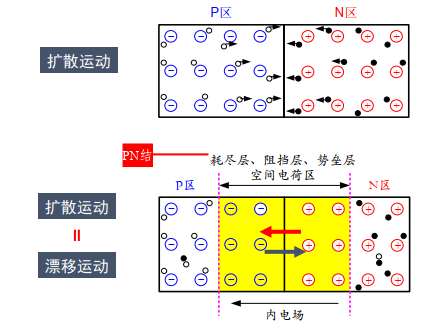 P区
N区
扩散运动
PN结
耗尽层、阻挡层、势垒层
空间电荷区
P区
N区
扩散运动
=
漂移运动
内电场